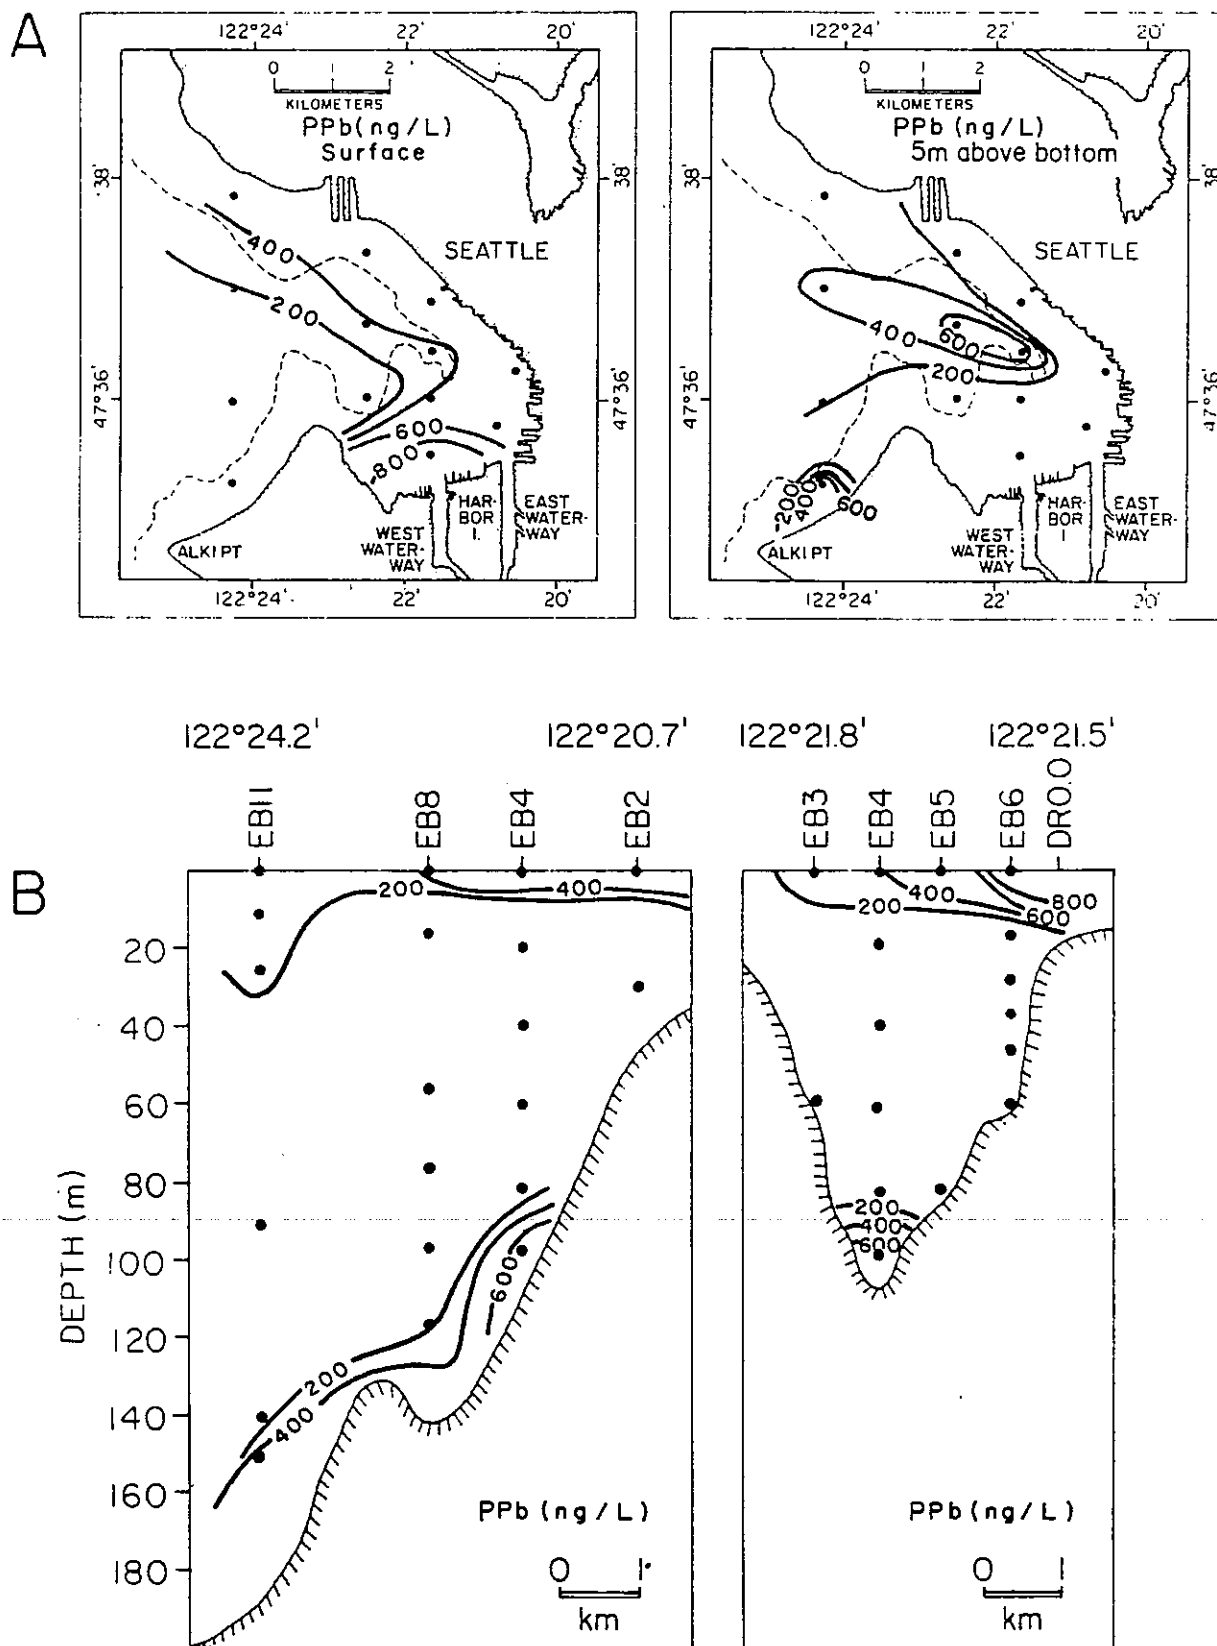 A
122°24' 22' 20'
0 1 2
KILOMETERS
PPb(ng/L)
Surface
38' 38'
SEATTLE
400
200
47°36' 47°36'
600
800
ALKI PT
WEST
WATER-
WAY
HAR-
BOR
I.
EAST
WATER-
WAY
122°24' 22' 20'
122°24' 22' 20'
0 1 2
KILOMETERS
PPb (ng/L)
5m above bottom
38' 38'
SEATTLE
400
600
200
47°36' 47°36'
200
400
600
ALKI PT
WEST
WATER-
WAY
HAR-
BOR
I
EAST
WATER-
WAY
122°24' 22' 20'
B
122°24.2' 122°20.7'
EB11 EB8 EB4 EB2
200 400
20
40
60
80
100
120
140
160
180
DEPTH (m)
600
200
400
PPb (ng/L)
0 1
km
122°21.8' 122°21.5'
EB3 EB4 EB5 EB6 DR0.0
200 400 600 800
200
400
600
PPb (ng/L)
0 1
km